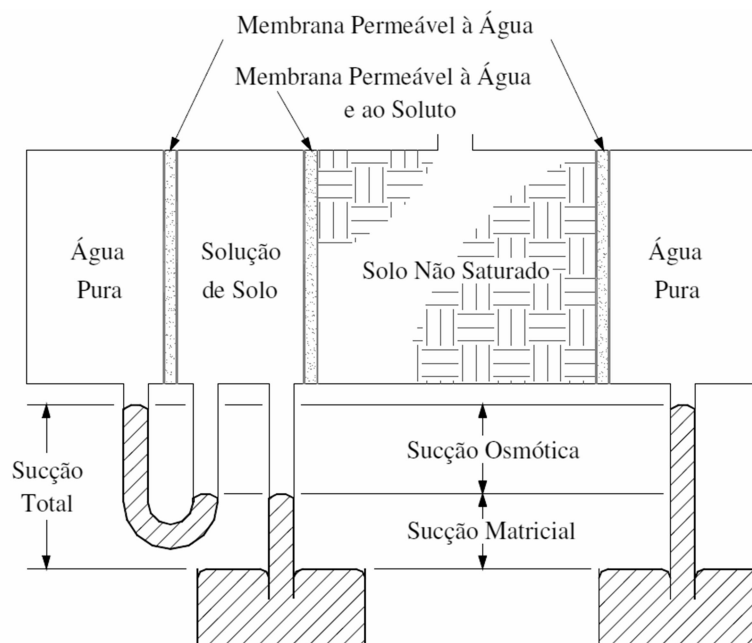 Membrana Permeável à Água
Membrana Permeável à Água
e ao Soluto
Água
Pura
Solução
de Solo
Solo Não Saturado
Água
Pura
Sucção
Total
Sucção Osmótica
Sucção Matricial